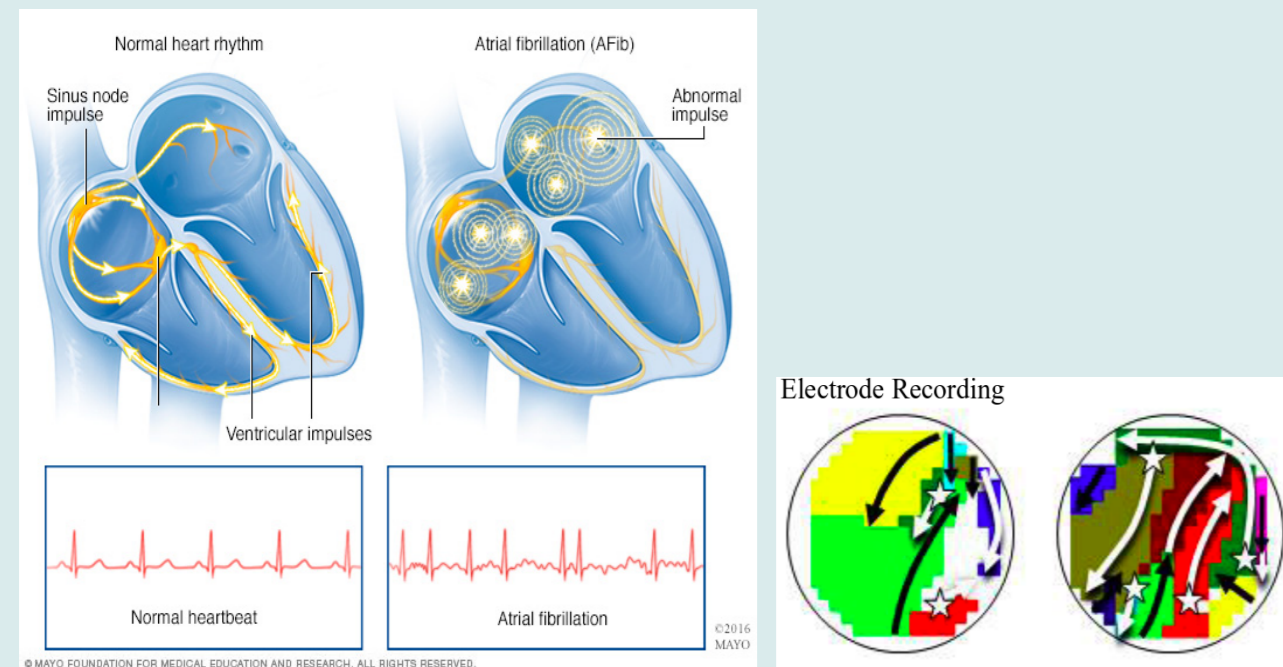 Normal heart rhythm
Atrial fibrillation (AFib)
Sinus node
impulse
Abnormal
impulse
Ventricular impulses
Normal heartbeat
Atrial fibrillation
©2016
MAYO
© MAYO FOUNDATION FOR MEDICAL EDUCATION AND RESEARCH. ALL RIGHTS RESERVED.
Electrode Recording